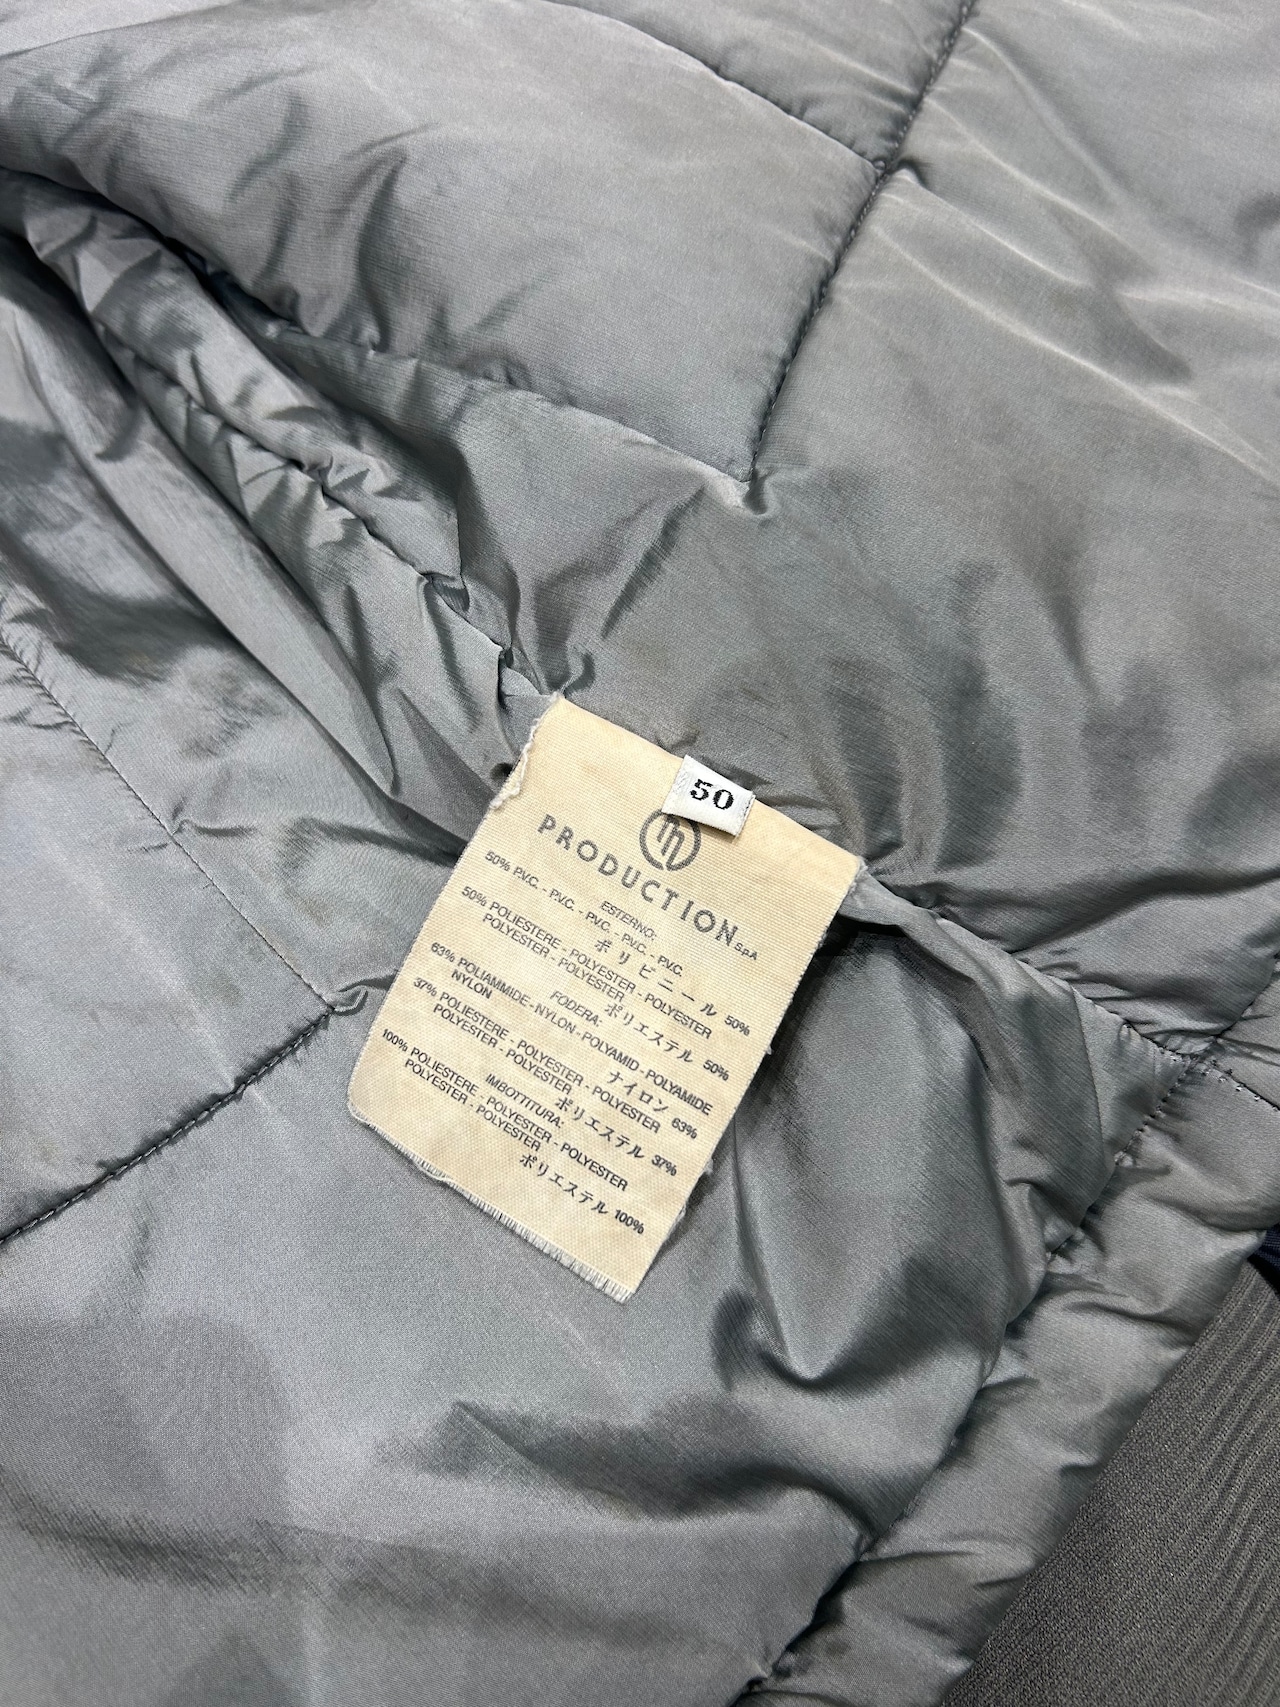 50
m
PRODUCTION SpA
ESTERNO:
50% P.V.C. - P.V.C. - P.V.C. - P.V.C. - P.V.C.
ポリビニール 50%
50% POLIESTERE - POLYESTER - POLYESTER
POLYESTER - POLYESTER
ポリエステル 50%
FODERA:
63% POLIAMMIDE - NYLON - POLYAMID - POLYAMIDE
NYLON
ナイロン 63%
37% POLIESTERE - POLYESTER - POLYESTER
POLYESTER - POLYESTER
ポリエステル 37%
IMBOTTITURA:
100% POLIESTERE - POLYESTER - POLYESTER
POLYESTER - POLYESTER
ポリエステル 100%